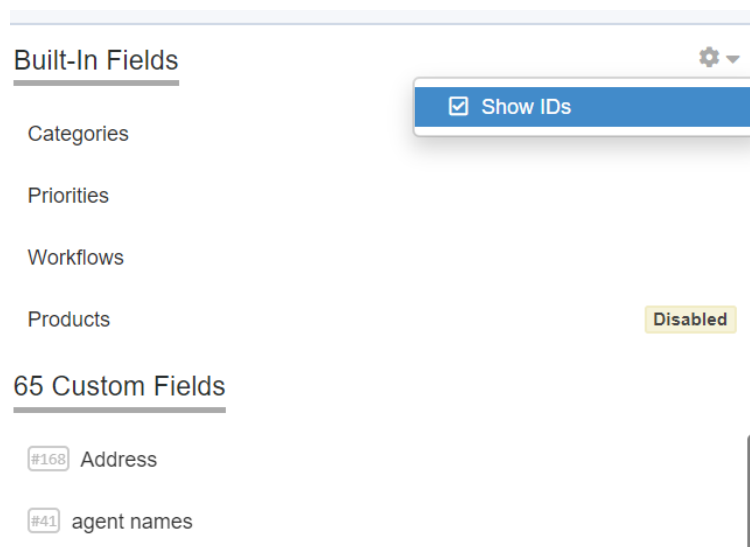 Built-In Fields
Show IDs
Categories
Priorities
Workflows
Products Disabled
65 Custom Fields
#168 Address
#41 agent names